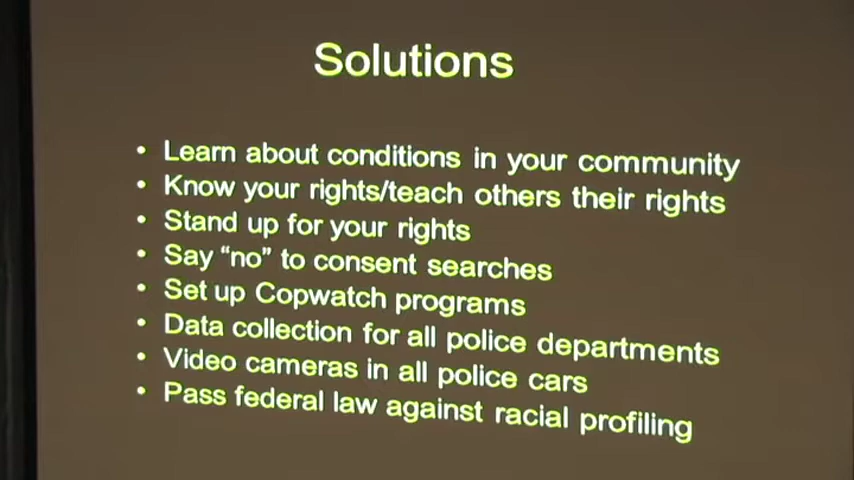 Solutions
• Learn about conditions in your community
• Know your rights/teach others their rights
• Stand up for your rights
• Say “no” to consent searches
• Set up Copwatch programs
• Data collection for all police departments
• Video cameras in all police cars
• Pass federal law against racial profiling